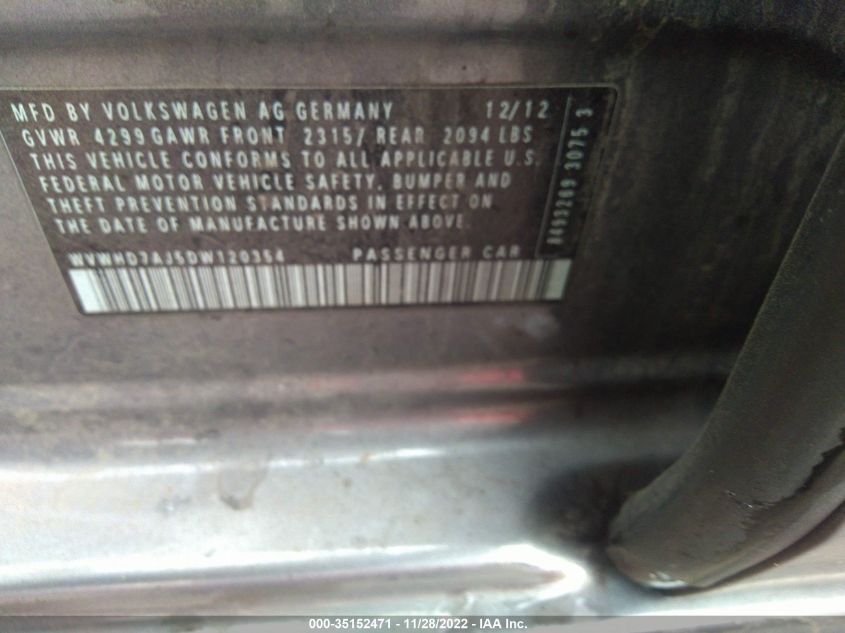 MFD BY VOLKSWAGEN AG GERMANY 12/12
GVWR 4299 GAWR FRONT 2315/ REAR 2094 LBS
THIS VEHICLE CONFORMS TO ALL APPLICABLE U.S.
FEDERAL MOTOR VEHICLE SAFETY, BUMPER AND
THEFT PREVENTION STANDARDS IN EFFECT ON
THE DATE OF MANUFACTURE SHOWN ABOVE.
WVWHD7AJ5DW120354 PASSENGER CAR
3075 3
000-35152471 - 11/28/2022 - IAA Inc.